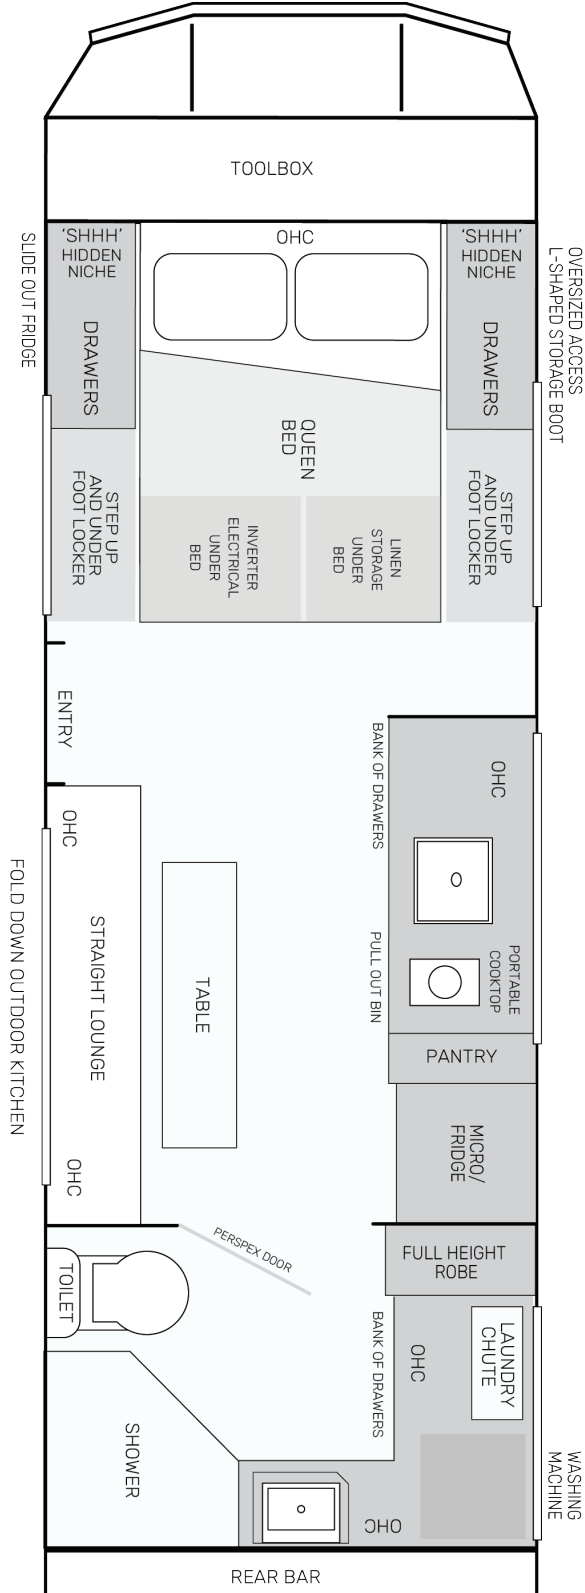 TOOLBOX
SLIDE OUT FRIDGE
'SHHH'
HIDDEN
NICHE
DRAWERS
OHC
'SHHH'
HIDDEN
NICHE
DRAWERS
OVERSIZED ACCESS
L-SHAPED STORAGE BOOT
QUEEN
BED
STEP UP
AND UNDER
FOOT LOCKER
INVERTER
ELECTRICAL
UNDER
BED
LINEN
STORAGE
UNDER
BED
STEP UP
AND UNDER
FOOT LOCKER
ENTRY
BANK OF DRAWERS
OHC
OHC
FOLD DOWN OUTDOOR KITCHEN
STRAIGHT LOUNGE
TABLE
PULL OUT BIN
PORTABLE
COOKTOP
PANTRY
MICRO/
FRIDGE
OHC
PERSPEX DOOR
FULL HEIGHT
ROBE
TOILET
BANK OF DRAWERS
OHC
LAUNDRY
CHUTE
SHOWER
WASHING
MACHINE
OHC
REAR BAR